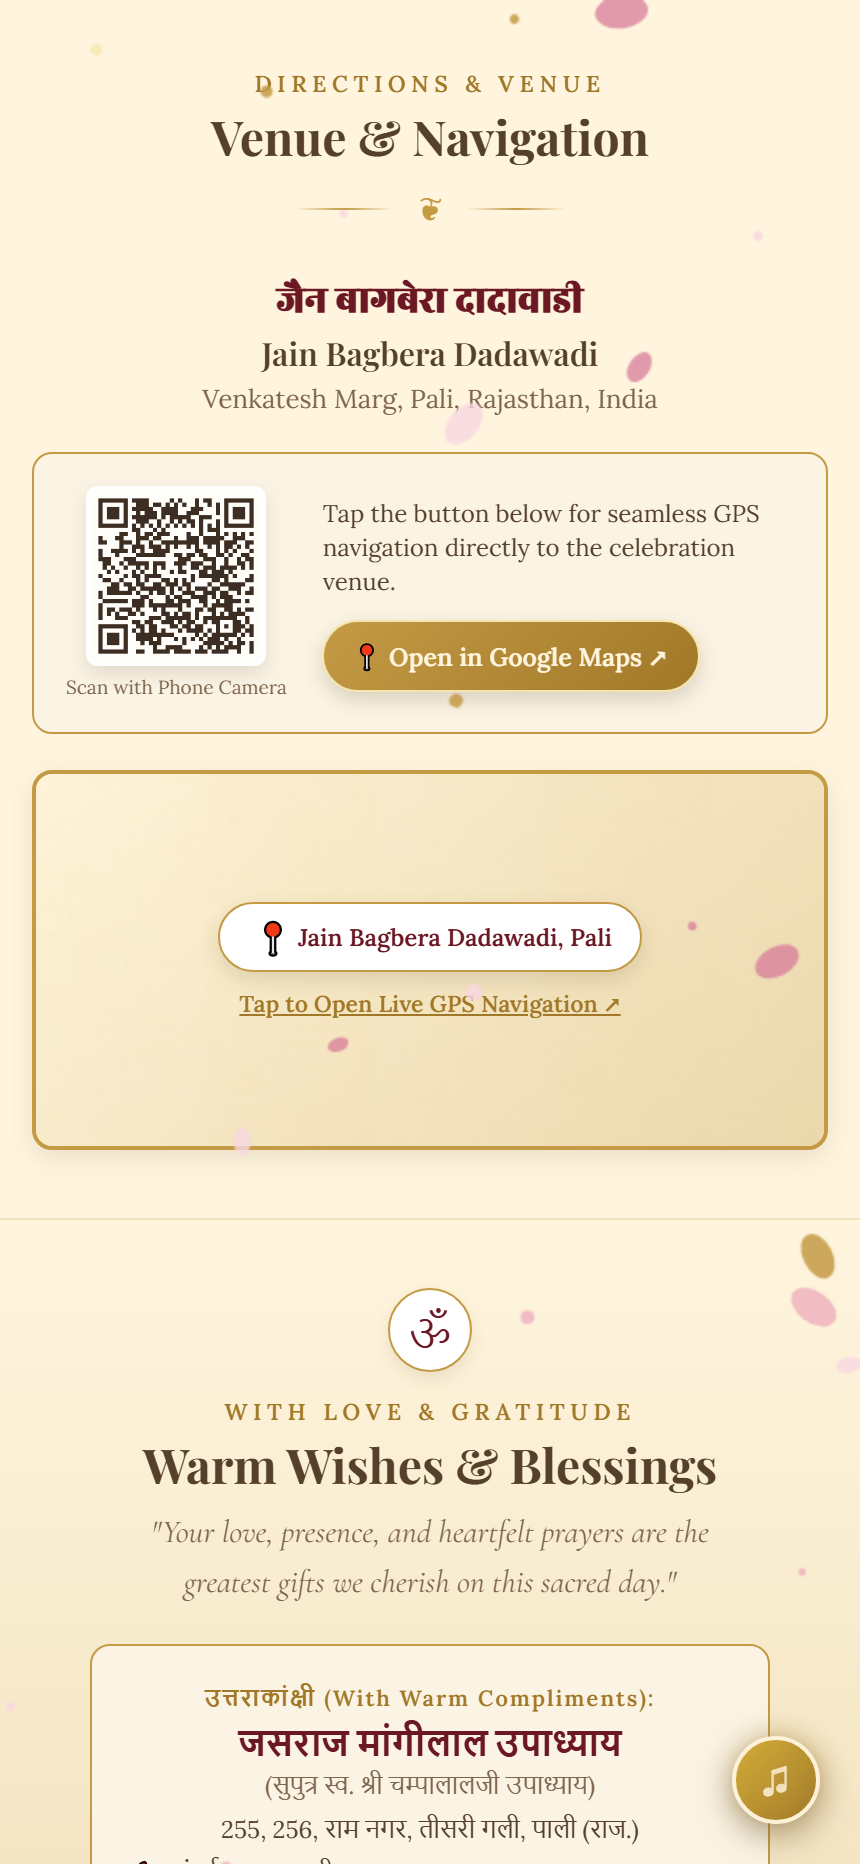 DIRECTIONS & VENUE
Venue & Navigation
जैन बागबेरा दादावाडी
Jain Bagbera Dadawadi
Venkatesh Marg, Pali, Rajasthan, India
Tap the button below for seamless GPS
navigation directly to the celebration
venue.
Open in Google Maps ↗
Scan with Phone Camera
Jain Bagbera Dadawadi, Pali
Tap to Open Live GPS Navigation ↗
ॐ
WITH LOVE & GRATITUDE
Warm Wishes & Blessings
"Your love, presence, and heartfelt prayers are the
greatest gifts we cherish on this sacred day."
उत्तराकांक्षी (With Warm Compliments):
जसराज मांगीलाल उपाध्याय
(सुपुत्र स्व. श्री चम्पालालजी उपाध्याय)
255, 256, राम नगर, तीसरी गली, पाली (राज.)